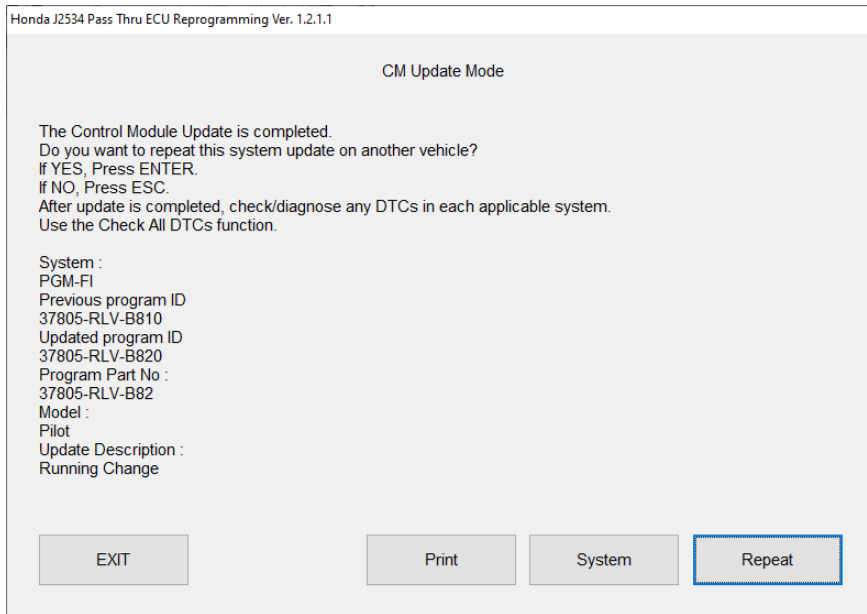 Honda J2534 Pass Thru ECU Reprogramming Ver. 1.2.1.1
CM Update Mode
The Control Module Update is completed.
Do you want to repeat this system update on another vehicle?
If YES, Press ENTER.
If NO, Press ESC.
After update is completed, check/diagnose any DTCs in each applicable system.
Use the Check All DTCs function.
System :
PGM-FI
Previous program ID
37805-RLV-B810
Updated program ID
37805-RLV-B820
Program Part No :
37805-RLV-B82
Model :
Pilot
Update Description :
Running Change
EXIT
Print
System
Repeat